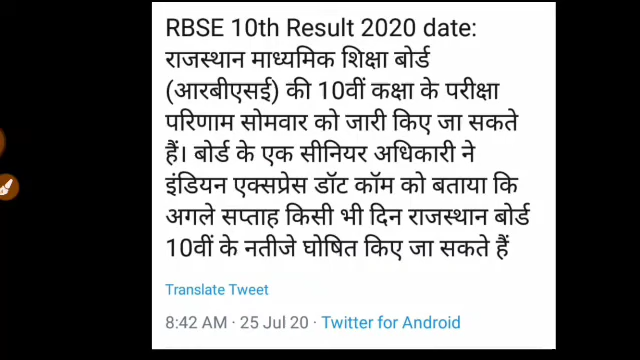 RBSE 10th Result 2020 date:
राजस्थान माध्यमिक शिक्षा बोर्ड
(आरबीएसई) की 10वीं कक्षा के परीक्षा
परिणाम सोमवार को जारी किए जा सकते
हैं। बोर्ड के एक सीनियर अधिकारी ने
इंडियन एक्सप्रेस डॉट कॉम को बताया कि
अगले सप्ताह किसी भी दिन राजस्थान बोर्ड
10वीं के नतीजे घोषित किए जा सकते हैं
Translate Tweet
8:42 AM · 25 Jul 20 · Twitter for Android